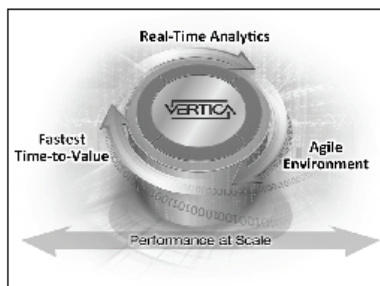 Real-Time Analytics
VERTICA
Fastest
Time-to-Value
Agile
Environment
Performance at Scale